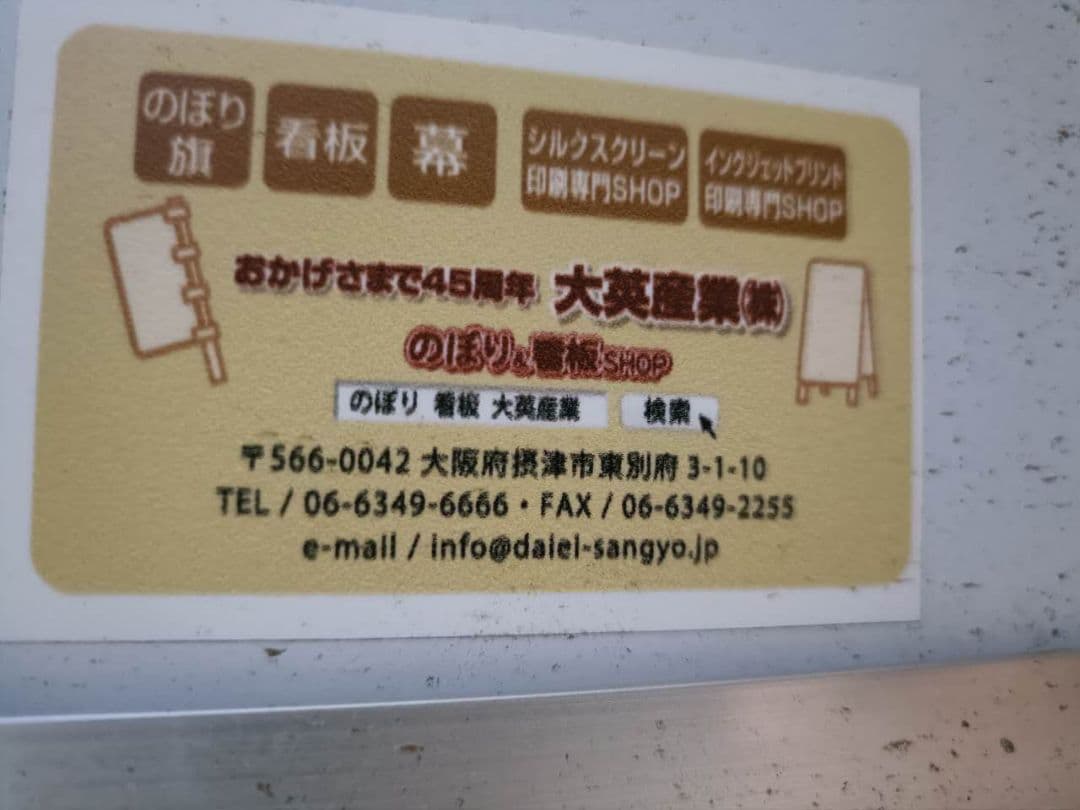 のぼり
旗
看板
幕
シルクスクリーン
印刷専門SHOP
インクジェットプリント
印刷専門SHOP
おかげさまで45周年 大英産業㈱
のぼり&看板SHOP
のぼり 看板 大英産業 検索
〒566-0042 大阪府摂津市東別府 3-1-10
TEL / 06-6349-6666・FAX / 06-6349-2255
e-mail / info@daiei-sangyo.jp